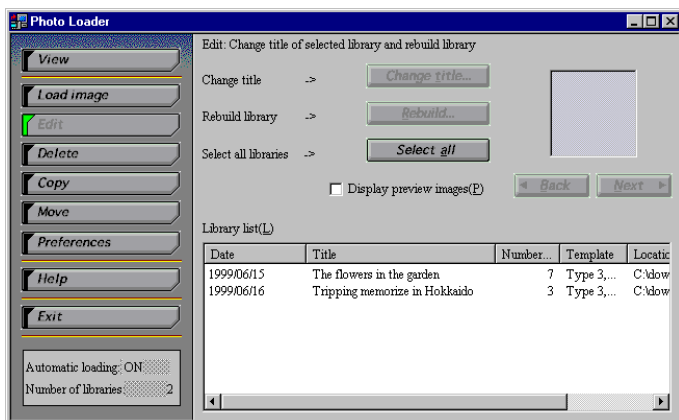 Photo Loader
View
Load image
Edit
Delete
Copy
Move
Preferences
Help
Exit
Automatic loading: ON
Number of libraries: 2
Edit: Change title of selected library and rebuild library
Change title -> Change title...
Rebuild library -> Rebuild...
Select all libraries -> Select all
Display preview images(P)
Back Next
Library list(L)
Date Title Number... Template Locatic
1999/06/15 The flowers in the garden 7 Type 3,... C:\dow
1999/06/16 Tripping memorize in Hokkaido 3 Type 3,... C:\dow